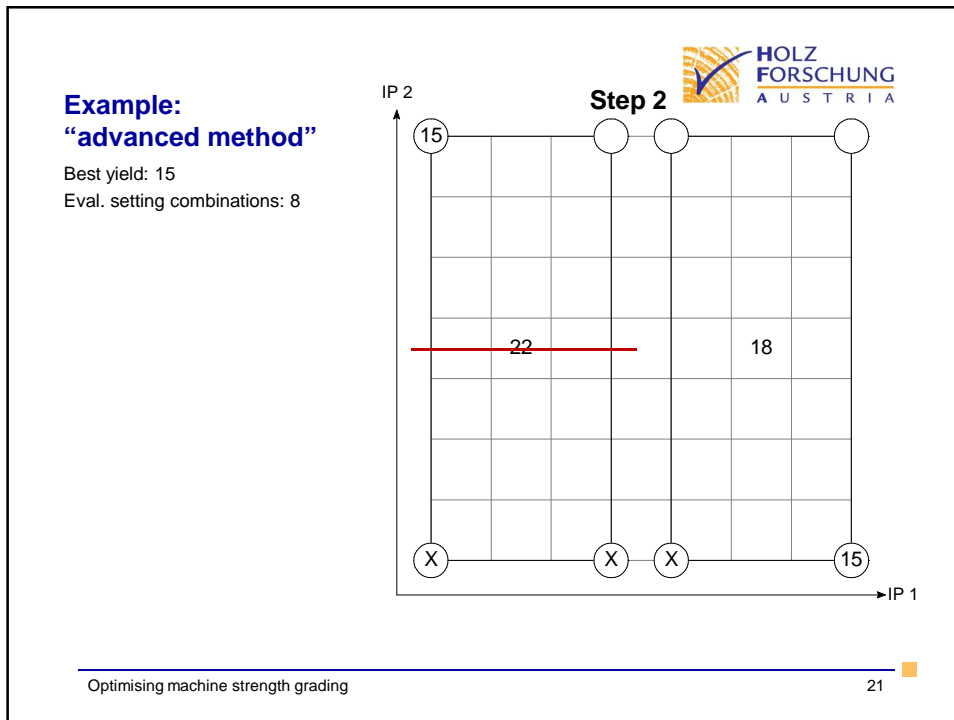 HOLZ
FORSCHUNG
AUSTRIA
Example:
“advanced method”
Best yield: 15
Eval. setting combinations: 8
IP 2
Step 2
15
22
18
X
X
X
15
IP 1
Optimising machine strength grading
21